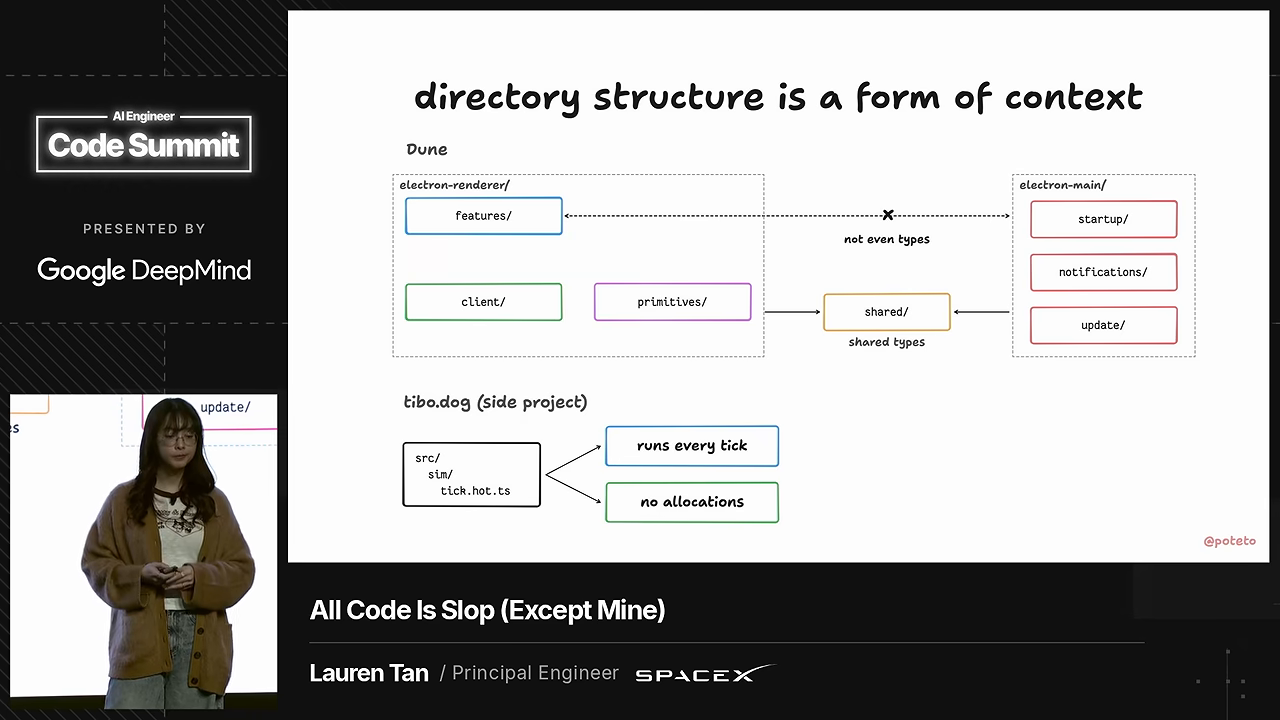 AI Engineer
Code Summit
PRESENTED BY
Google DeepMind
directory structure is a form of context
Dune
electron-renderer/
features/
client/
primitives/
not even types
shared/
shared types
electron-main/
startup/
notifications/
update/
tibo.dog (side project)
src/
sim/
tick.hot.ts
runs every tick
no allocations
@poteto
es
update/
All Code Is Slop (Except Mine)
Lauren Tan / Principal Engineer SPACEX